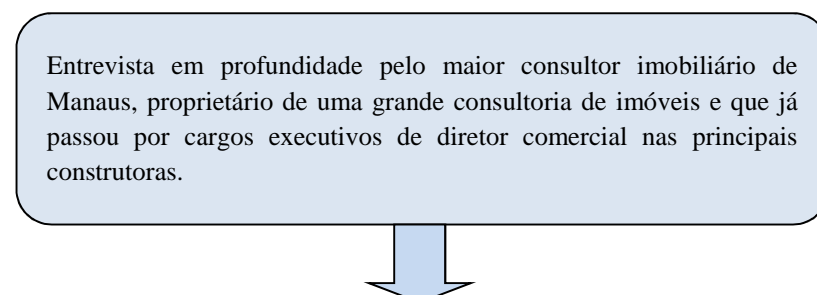 Entrevista em profundidade pelo maior consultor imobiliário de
Manaus, proprietário de uma grande consultoria de imóveis e que já
passou por cargos executivos de diretor comercial nas principais
construtoras.